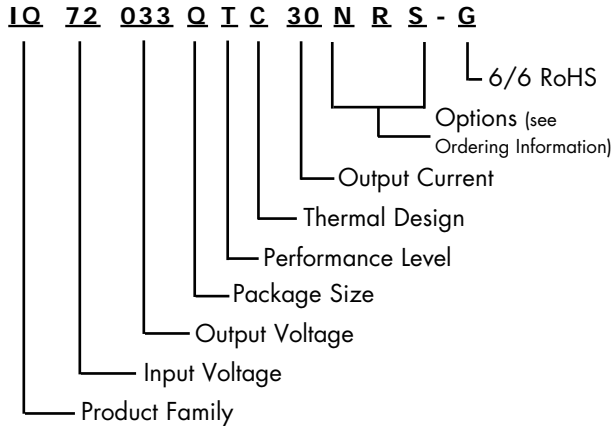 IQ 72 033 Q T C 30 N R S - G
6/6 RoHS
Options (see
Ordering Information)
Output Current
Thermal Design
Performance Level
Package Size
Output Voltage
Input Voltage
Product Family